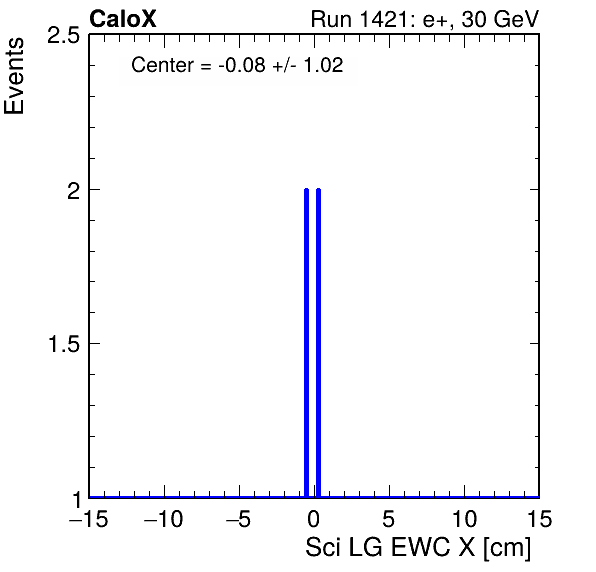 CaloX Run 1421: e+, 30 GeV
Center = -0.08 +/- 1.02
Events
2.5
2
1.5
1
−15 −10 −5 0 5 10 15
Sci LG EWC X [cm]